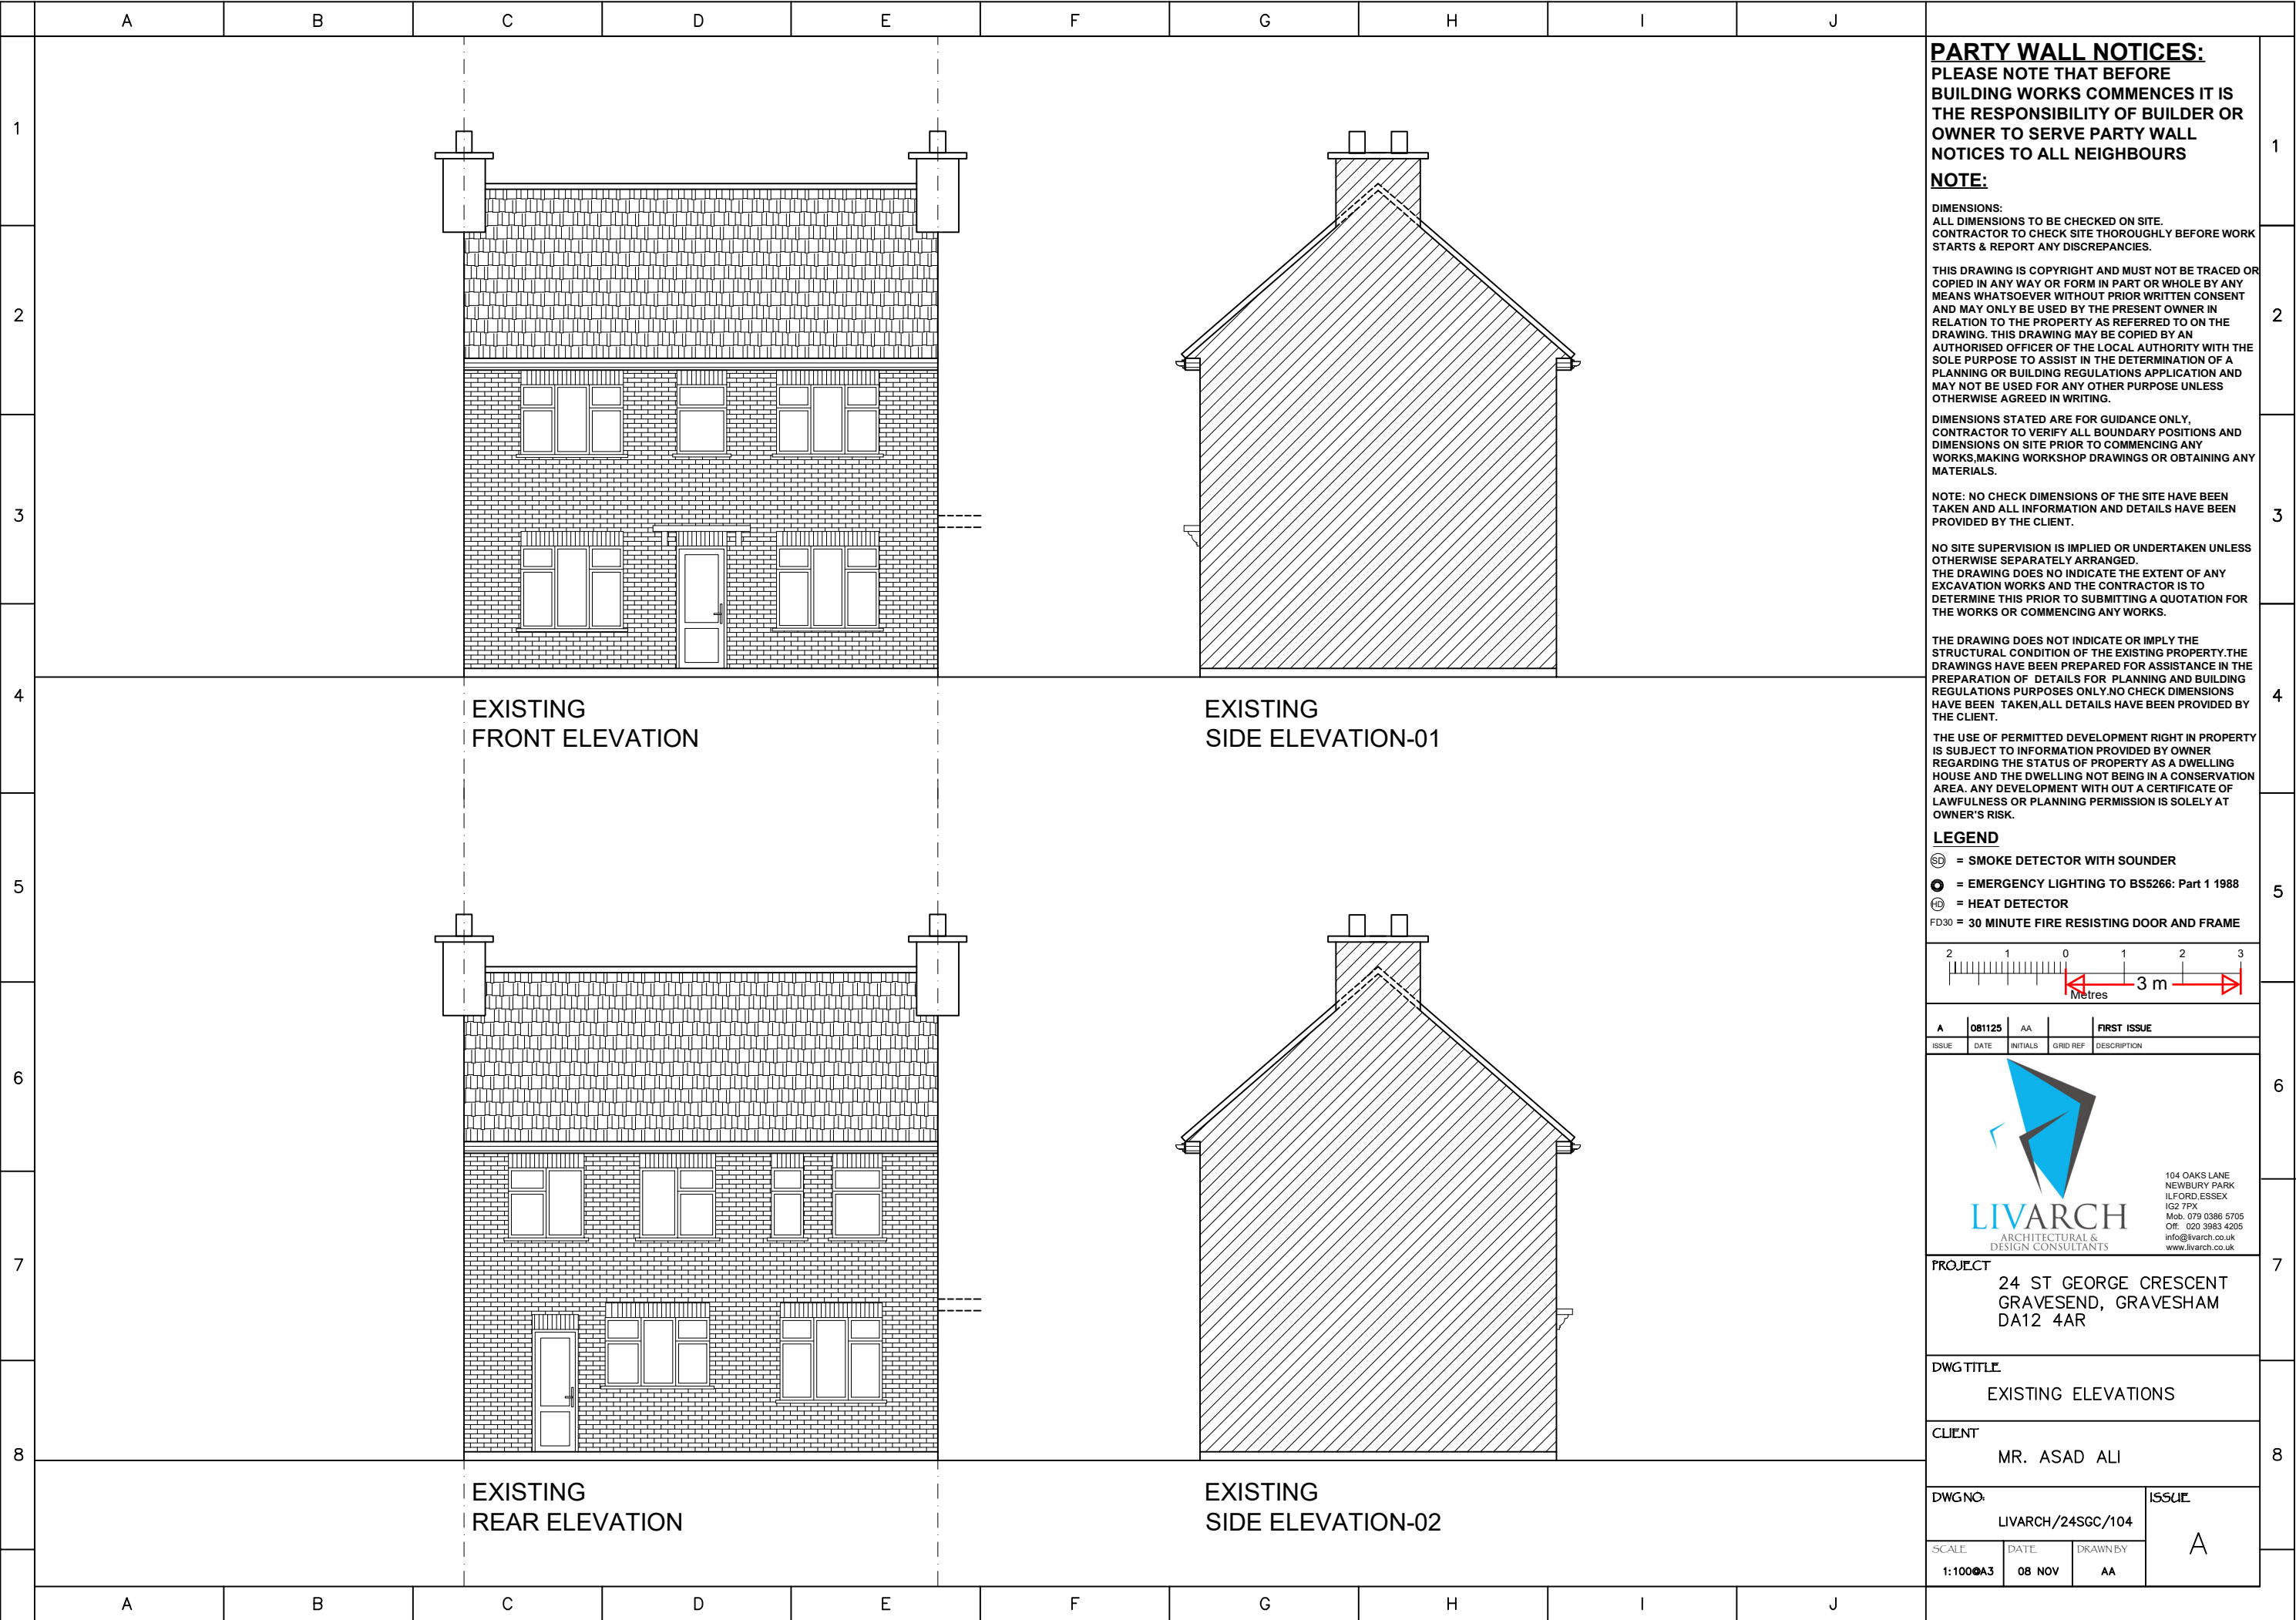 A B C D E F G H I J
1
2
3
4
5
6
7
8
EXISTING
FRONT ELEVATION
EXISTING
SIDE ELEVATION-01
EXISTING
REAR ELEVATION
EXISTING
SIDE ELEVATION-02
A B C D E F G H I J
PARTY WALL NOTICES:
PLEASE NOTE THAT BEFORE
BUILDING WORKS COMMENCES IT IS
THE RESPONSIBILITY OF BUILDER OR
OWNER TO SERVE PARTY WALL
NOTICES TO ALL NEIGHBOURS
NOTE:
DIMENSIONS:
ALL DIMENSIONS TO BE CHECKED ON SITE.
CONTRACTOR TO CHECK SITE THOROUGHLY BEFORE WORK
STARTS & REPORT ANY DISCREPANCIES.
THIS DRAWING IS COPYRIGHT AND MUST NOT BE TRACED OR
COPIED IN ANY WAY OR FORM IN PART OR WHOLE BY ANY
MEANS WHATSOEVER WITHOUT PRIOR WRITTEN CONSENT
AND MAY ONLY BE USED BY THE PRESENT OWNER IN
RELATION TO THE PROPERTY AS REFERRED TO ON THE
DRAWING. THIS DRAWING MAY BE COPIED BY AN
AUTHORISED OFFICER OF THE LOCAL AUTHORITY WITH THE
SOLE PURPOSE TO ASSIST IN THE DETERMINATION OF A
PLANNING OR BUILDING REGULATIONS APPLICATION AND
MAY NOT BE USED FOR ANY OTHER PURPOSE UNLESS
OTHERWISE AGREED IN WRITING.
DIMENSIONS STATED ARE FOR GUIDANCE ONLY,
CONTRACTOR TO VERIFY ALL BOUNDARY POSITIONS AND
DIMENSIONS ON SITE PRIOR TO COMMENCING ANY
WORKS,MAKING WORKSHOP DRAWINGS OR OBTAINING ANY
MATERIALS.
NOTE: NO CHECK DIMENSIONS OF THE SITE HAVE BEEN
TAKEN AND ALL INFORMATION AND DETAILS HAVE BEEN
PROVIDED BY THE CLIENT.
NO SITE SUPERVISION IS IMPLIED OR UNDERTAKEN UNLESS
OTHERWISE SEPARATELY ARRANGED.
THE DRAWING DOES NO INDICATE THE EXTENT OF ANY
EXCAVATION WORKS AND THE CONTRACTOR IS TO
DETERMINE THIS PRIOR TO SUBMITTING A QUOTATION FOR
THE WORKS OR COMMENCING ANY WORKS.
THE DRAWING DOES NOT INDICATE OR IMPLY THE
STRUCTURAL CONDITION OF THE EXISTING PROPERTY.THE
DRAWINGS HAVE BEEN PREPARED FOR ASSISTANCE IN THE
PREPARATION OF DETAILS FOR PLANNING AND BUILDING
REGULATIONS PURPOSES ONLY.NO CHECK DIMENSIONS
HAVE BEEN TAKEN,ALL DETAILS HAVE BEEN PROVIDED BY
THE CLIENT.
THE USE OF PERMITTED DEVELOPMENT RIGHT IN PROPERTY
IS SUBJECT TO INFORMATION PROVIDED BY OWNER
REGARDING THE STATUS OF PROPERTY AS A DWELLING
HOUSE AND THE DWELLING NOT BEING IN A CONSERVATION
AREA. ANY DEVELOPMENT WITH OUT A CERTIFICATE OF
LAWFULNESS OR PLANNING PERMISSION IS SOLELY AT
OWNER'S RISK.
LEGEND
SD = SMOKE DETECTOR WITH SOUNDER
= EMERGENCY LIGHTING TO BS5266: Part 1 1988
HD = HEAT DETECTOR
FD30 = 30 MINUTE FIRE RESISTING DOOR AND FRAME
2 1 0 1 2 3
3 m
Metres
A 081125 AA FIRST ISSUE
ISSUE DATE INITIALS GRID REF DESCRIPTION
LIVARCH
ARCHITECTURAL &
DESIGN CONSULTANTS
104 OAKS LANE
NEWBURY PARK
ILFORD,ESSEX
IG2 7PX
Mob. 079 0386 5705
Off: 020 3983 4205
info@livarch.co.uk
www.livarch.co.uk
PROJECT
24 ST GEORGE CRESCENT
GRAVESEND, GRAVESHAM
DA12 4AR
DWG TITLE
EXISTING ELEVATIONS
CLIENT
MR. ASAD ALI
DWG NO:
LIVARCH/24SGC/104
ISSUE
A
SCALE DATE DRAWN BY
1:100@A3 08 NOV AA
1
2
3
4
5
6
7
8